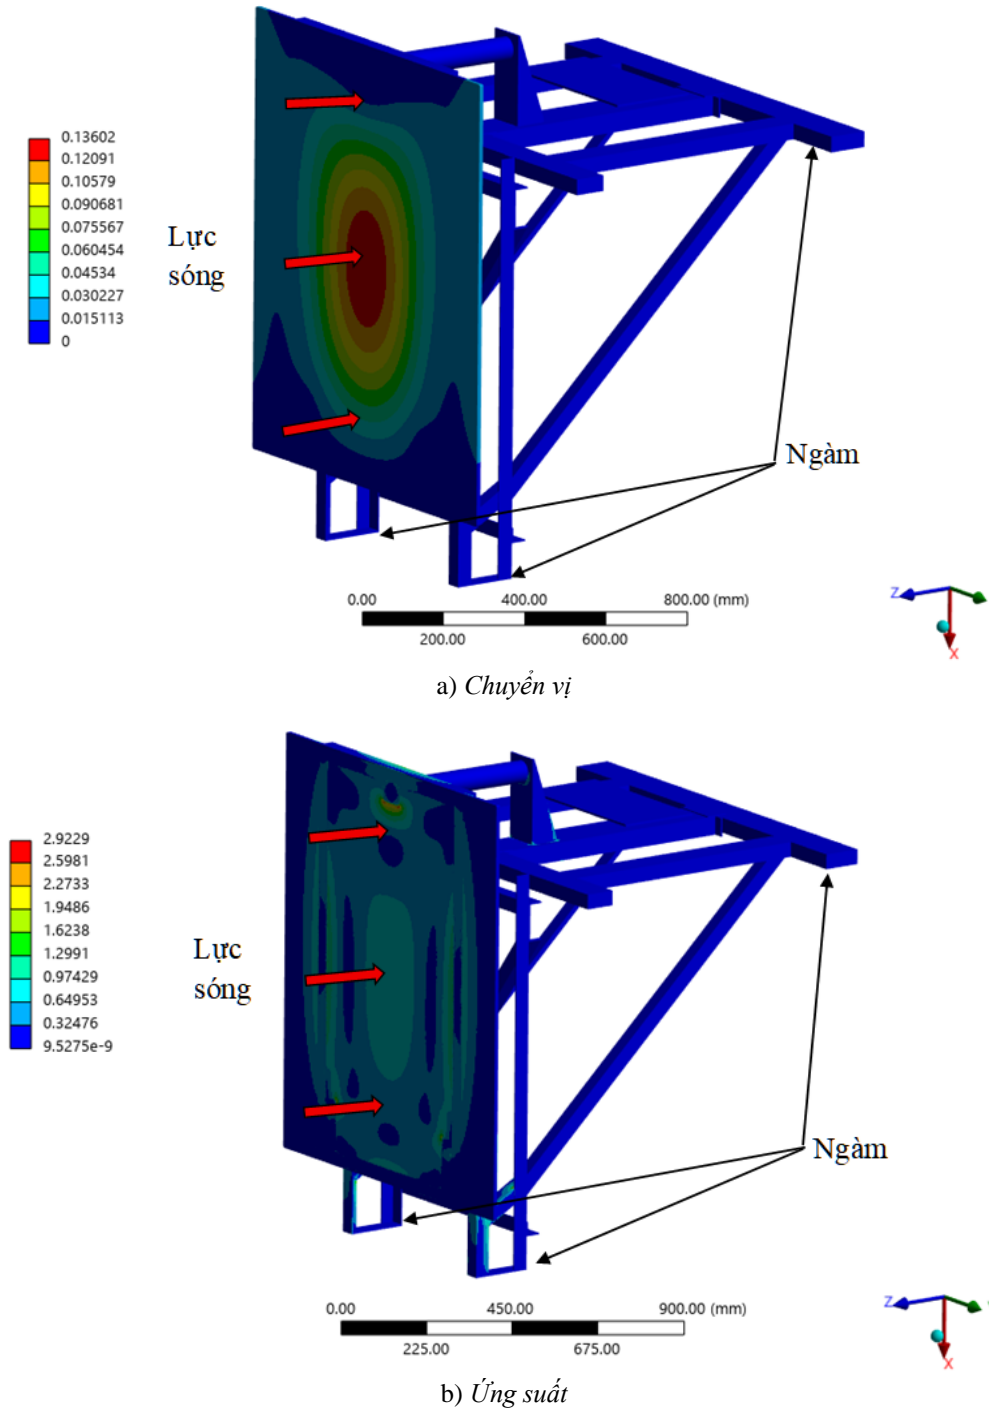 0.13602
0.12091
0.10579
0.090681
0.075567
0.060454
0.04534
0.030227
0.015113
0
Lực
sóng
Ngàm
0.00 400.00 800.00 (mm)
200.00 600.00
Z
X
a) Chuyển vị
2.9229
2.5981
2.2733
1.9486
1.6238
1.2991
0.97429
0.64953
0.32476
9.5275e-9
Lực
sóng
Ngàm
0.00 450.00 900.00 (mm)
225.00 675.00
Z
X
b) Ứng suất